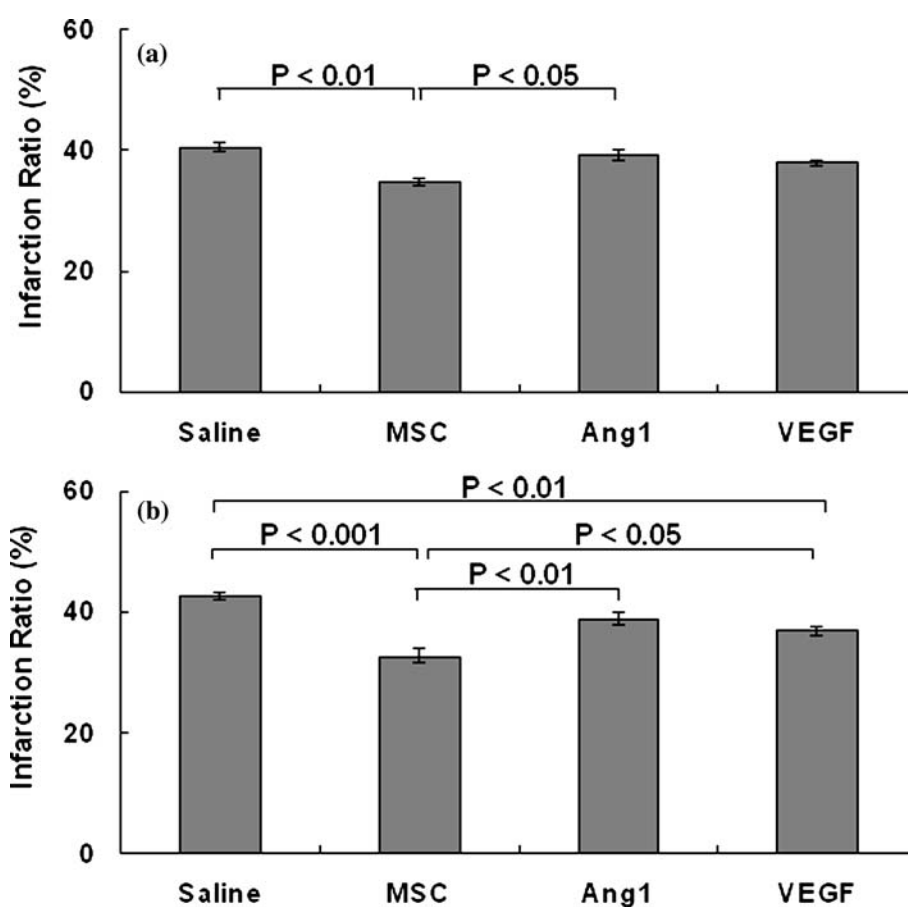 60
(a)
P < 0.01
P < 0.05
40
20
0
Infarction Ratio (%)
Saline
MSC
Ang1
VEGF
60
(b)
P < 0.01
P < 0.001
P < 0.05
P < 0.01
40
20
0
Infarction Ratio (%)
Saline
MSC
Ang1
VEGF